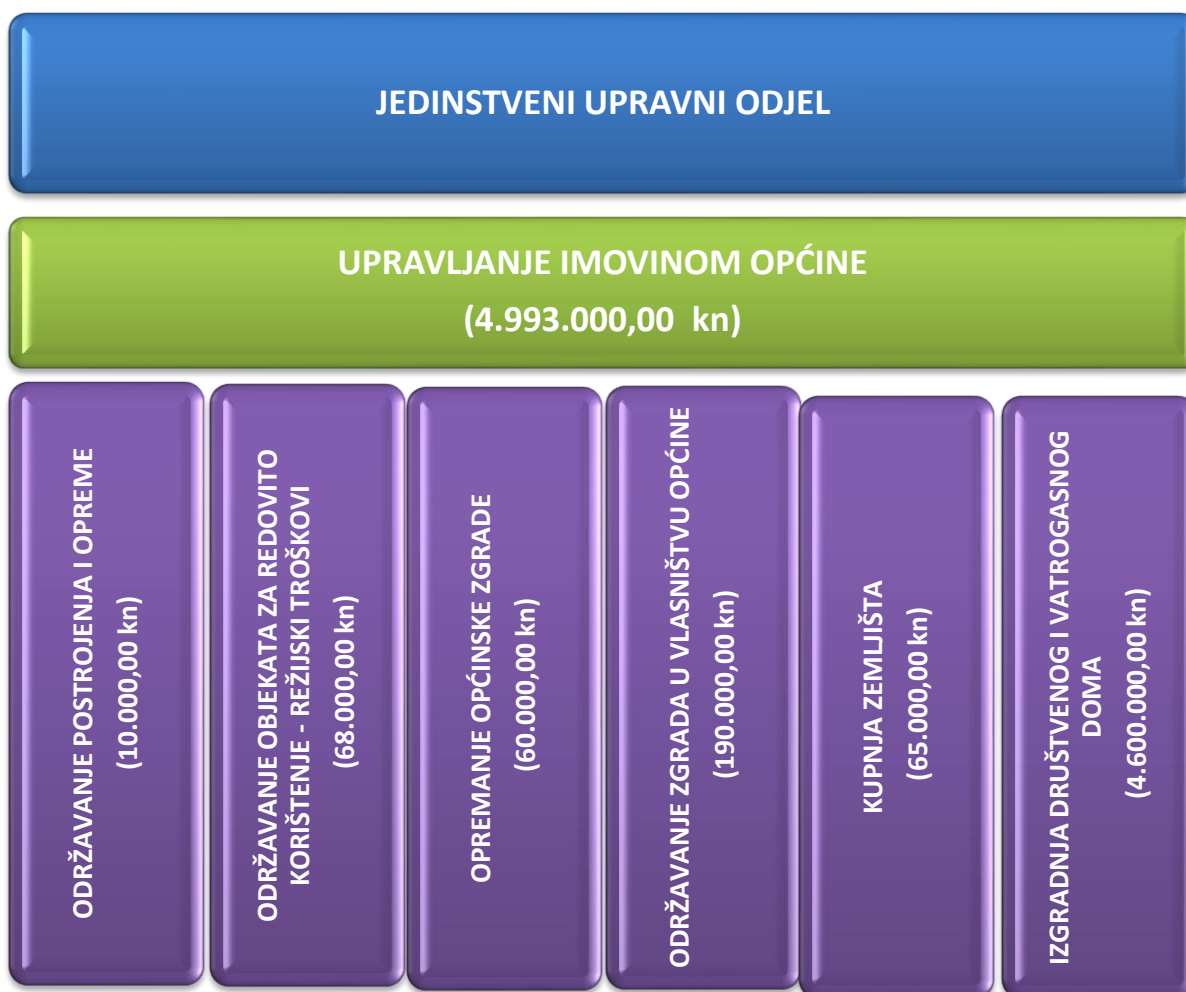 JEDINSTVENI UPRAVNI ODJEL
UPRAVLJANJE IMOVINOM OPĆINE
(4.993.000,00 kn)
ODRŽAVANJE POSTROJENJA I OPREME
(10.000,00 kn)
ODRŽAVANJE OBJEKATA ZA REDOVITO
KORIŠTENJE - REŽIJSKI TROŠKOVI
(68.000,00 kn)
OPREMANJE OPĆINSKE ZGRADE
(60.000,00 kn)
ODRŽAVANJE ZGRADA U VLASNIŠTVU OPĆINE
(190.000,00 kn)
KUPNJA ZEMLJIŠTA
(65.000,00 kn)
IZGRADNJA DRUŠTVENOG I VATROGASNOG
DOMA
(4.600.000,00 kn)